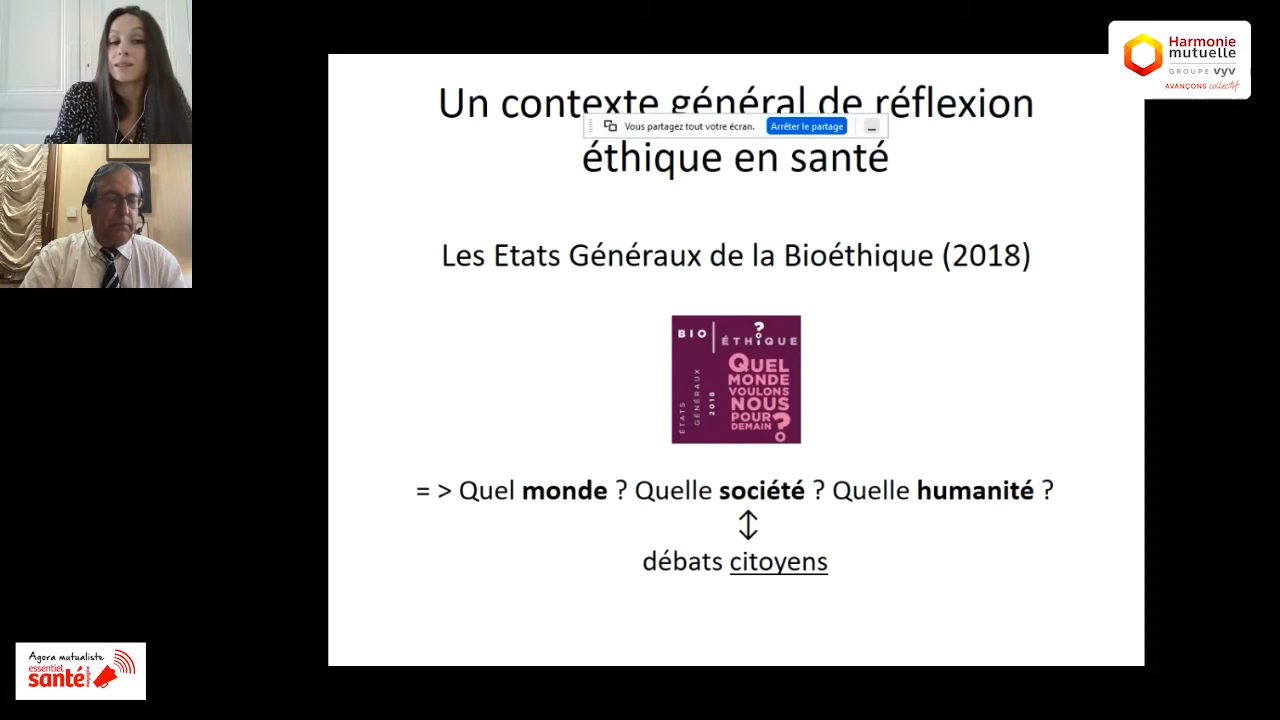 Harmonie
mutuelle
GROUPE vyv
AVANÇONS collectif
Un contexte général de réflexion
Vous partagez tout votre écran. Arrêter le partage
éthique en santé
Les Etats Généraux de la Bioéthique (2018)
BIO ÉTHIQUE
?
ÉTATS
GÉNÉRAUX
2018
QUEL
MONDE
VOULONS
NOUS
POUR
DEMAIN ?
= > Quel monde ? Quelle société ? Quelle humanité ?
↕
débats citoyens
Agora mutualiste
essentiel
santé
magazine